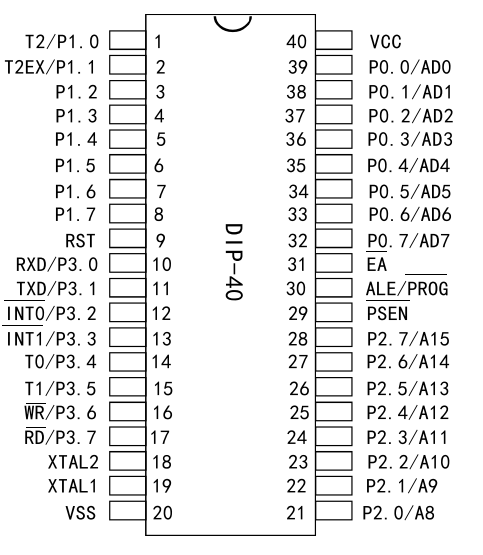 T2/P1.0 1 40 VCC
T2EX/P1.1 2 39 P0.0/AD0
P1.2 3 38 P0.1/AD1
P1.3 4 37 P0.2/AD2
P1.4 5 36 P0.3/AD3
P1.5 6 35 P0.4/AD4
P1.6 7 34 P0.5/AD5
P1.7 8 33 P0.6/AD6
RST 9 32 P0.7/AD7
RXD/P3.0 10 31 EA
TXD/P3.1 11 30 ALE/PROG
INT0/P3.2 12 29 PSEN
INT1/P3.3 13 28 P2.7/A15
T0/P3.4 14 27 P2.6/A14
T1/P3.5 15 26 P2.5/A13
WR/P3.6 16 25 P2.4/A12
RD/P3.7 17 24 P2.3/A11
XTAL2 18 23 P2.2/A10
XTAL1 19 22 P2.1/A9
VSS 20 21 P2.0/A8
DIP-40